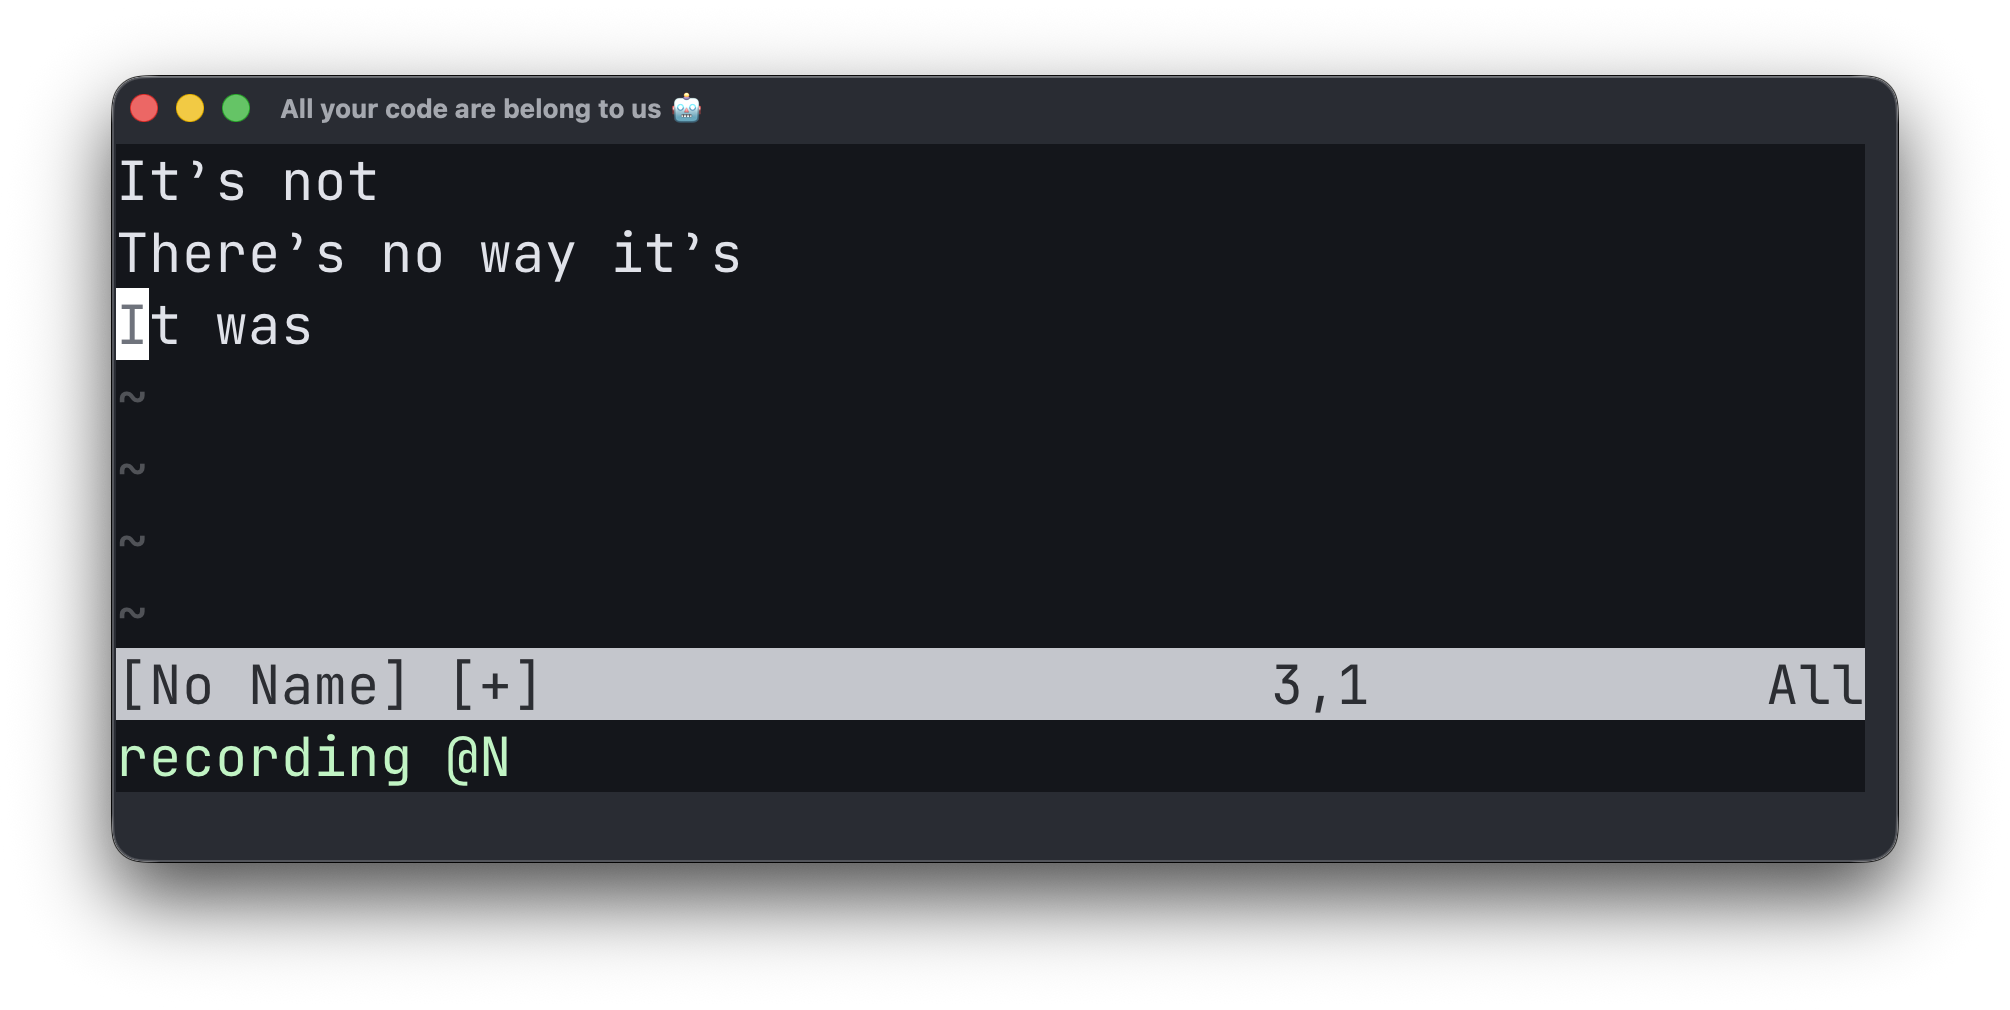 All your code are belong to us 🤖
It’s not
There’s no way it’s
It was
~
~
~
~
[No Name] [+] 3,1 All
recording @N